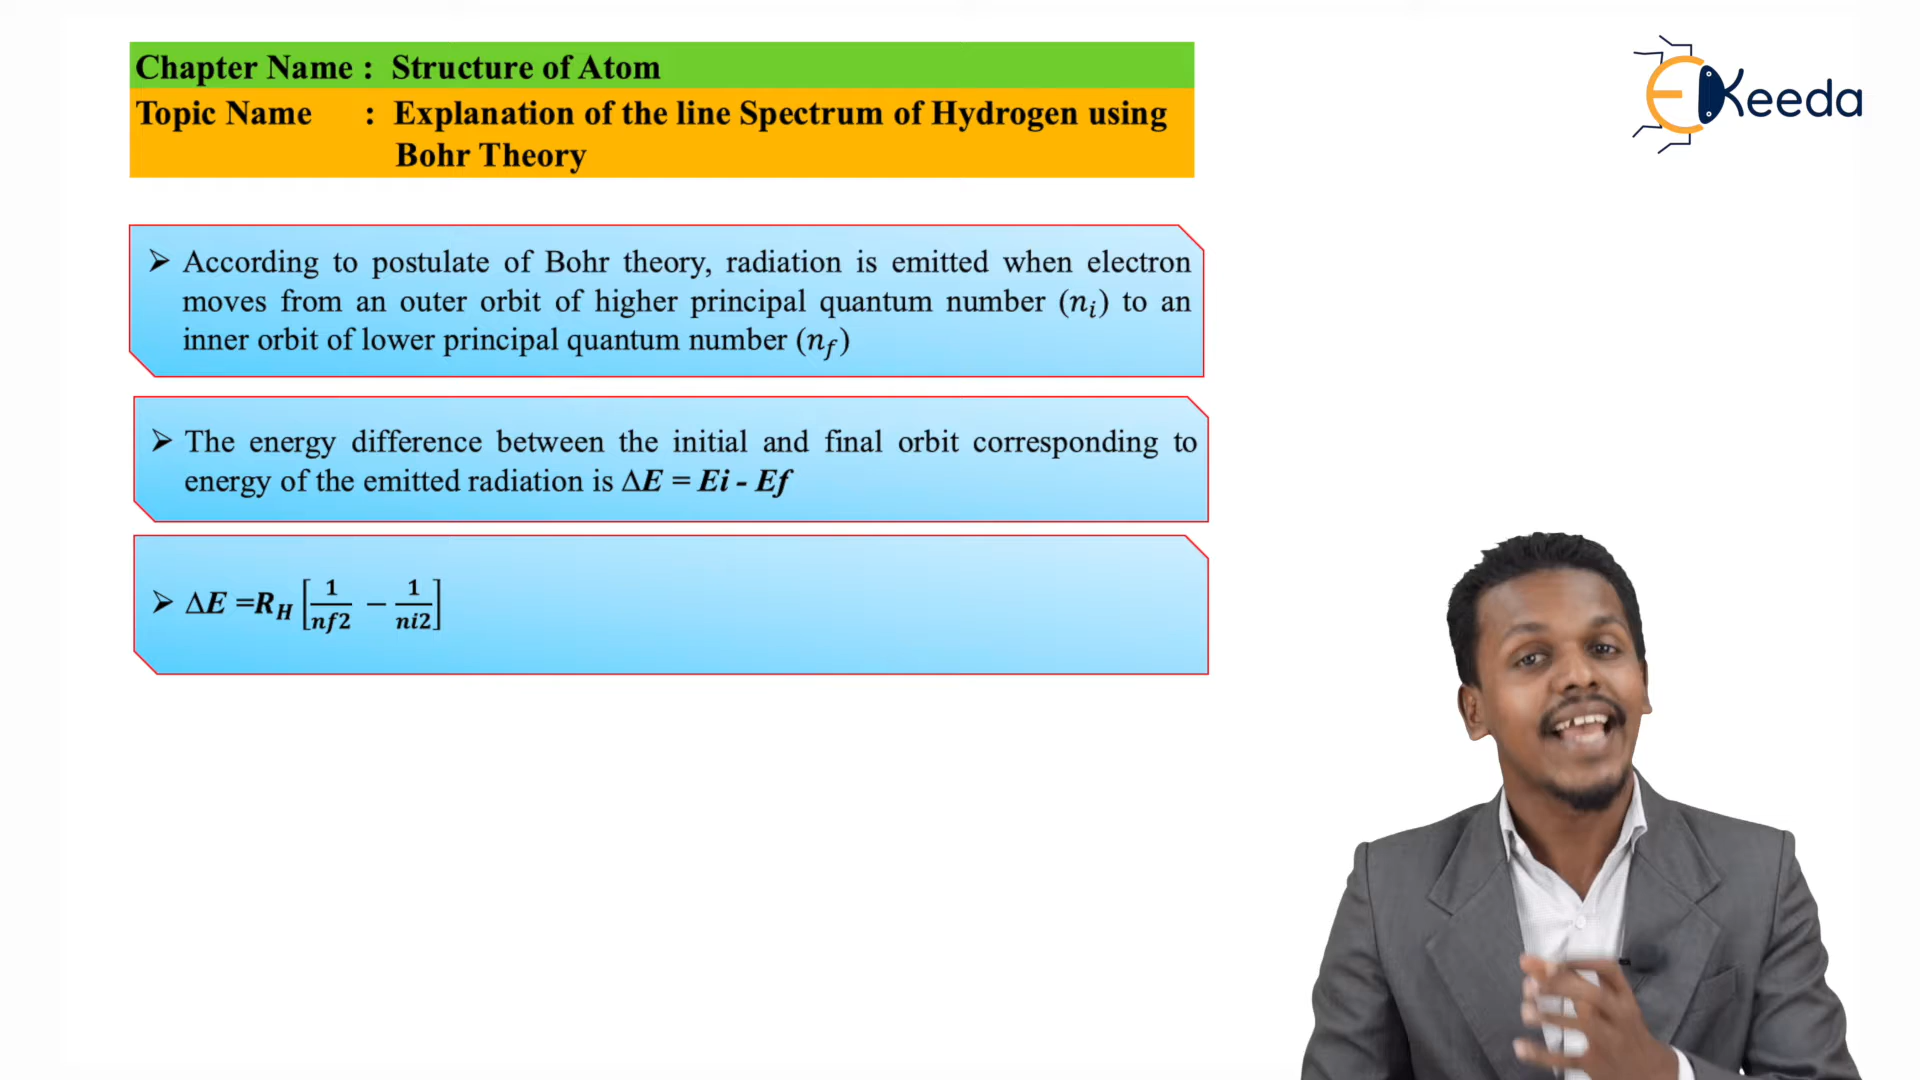 Chapter Name : Structure of Atom
Topic Name : Explanation of the line Spectrum of Hydrogen using
Bohr Theory
EKeeda
➢ According to postulate of Bohr theory, radiation is emitted when electron
moves from an outer orbit of higher principal quantum number (nᵢ) to an
inner orbit of lower principal quantum number (n_f)
➢ The energy difference between the initial and final orbit corresponding to
energy of the emitted radiation is ΔE = Ei - Ef
➢ ΔE =R_H [1/nf2 − 1/ni2]